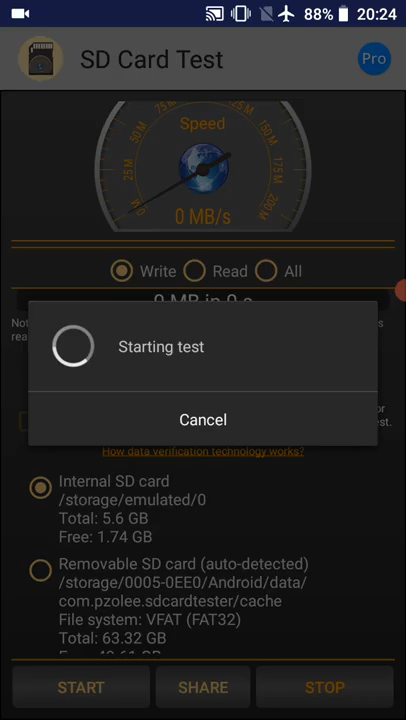 88% 20:24
SD Card Test
Pro
Speed
25 M
75 M
125 M
150 M
175 M
200 M
0 MB/s
Write Read All
0 MB in 0 s
Starting test
Cancel
How data verification technology works?
Internal SD card
/storage/emulated/0
Total: 5.6 GB
Free: 1.74 GB
Removable SD card (auto-detected)
/storage/0005-0EE0/Android/data/
com.pzolee.sdcardtester/cache
File system: VFAT (FAT32)
Total: 63.32 GB
START SHARE STOP